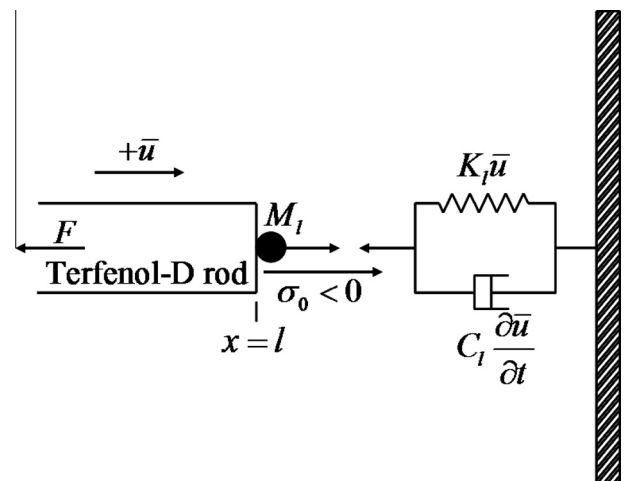 +ū
K_l ū
F
M_l
Terfenol-D rod
σ₀ < 0
x = l
C_l ∂ū/∂t